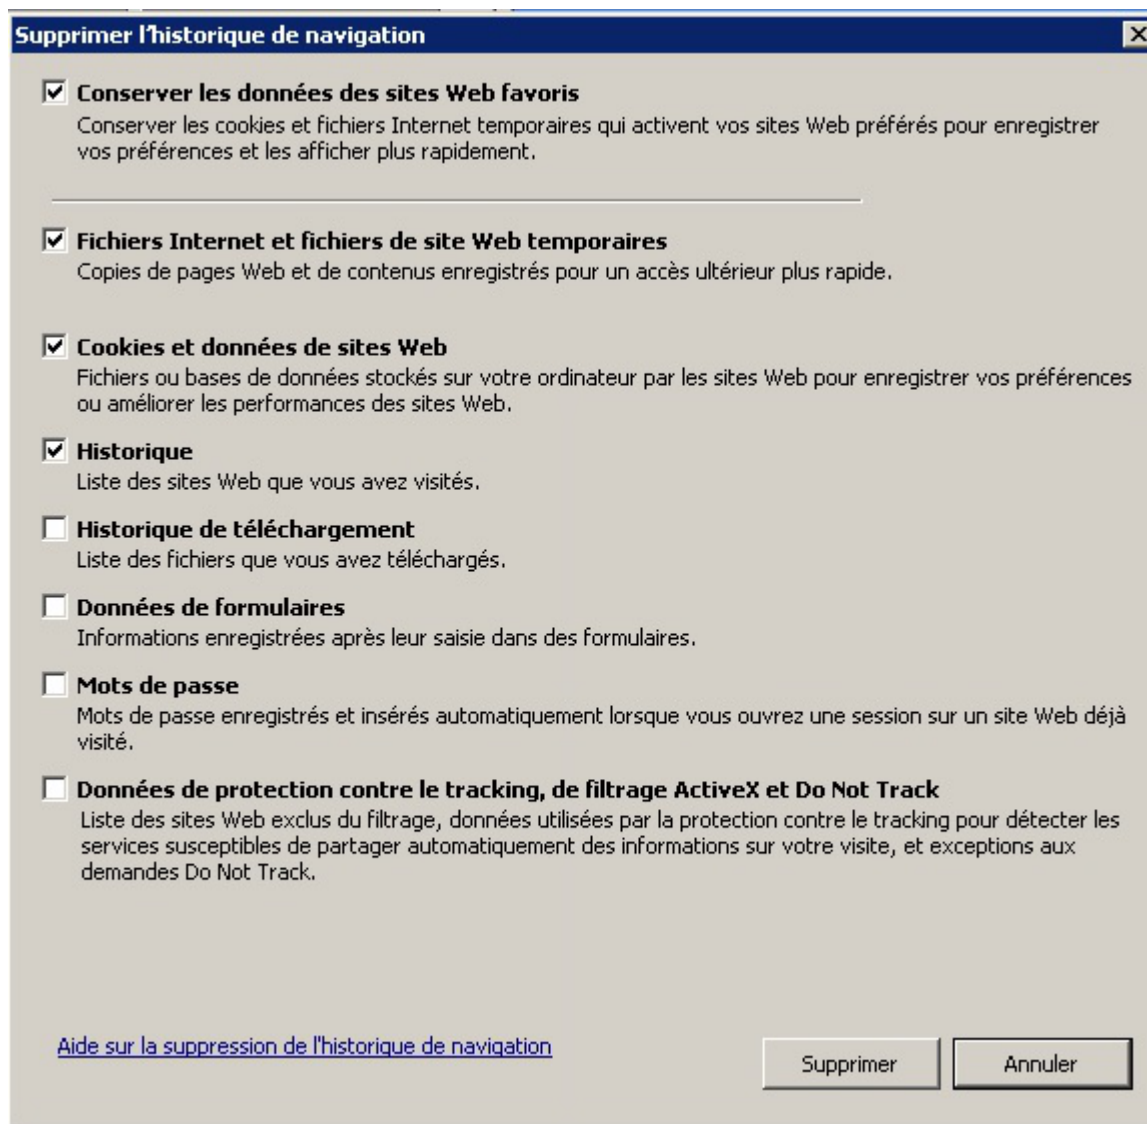 Supprimer l'historique de navigation
Conserver les données des sites Web favoris
Conserver les cookies et fichiers Internet temporaires qui activent vos sites Web préférés pour enregistrer
vos préférences et les afficher plus rapidement.
Fichiers Internet et fichiers de site Web temporaires
Copies de pages Web et de contenus enregistrés pour un accès ultérieur plus rapide.
Cookies et données de sites Web
Fichiers ou bases de données stockés sur votre ordinateur par les sites Web pour enregistrer vos préférences
ou améliorer les performances des sites Web.
Historique
Liste des sites Web que vous avez visités.
Historique de téléchargement
Liste des fichiers que vous avez téléchargés.
Données de formulaires
Informations enregistrées après leur saisie dans des formulaires.
Mots de passe
Mots de passe enregistrés et insérés automatiquement lorsque vous ouvrez une session sur un site Web déjà
visité.
Données de protection contre le tracking, de filtrage ActiveX et Do Not Track
Liste des sites Web exclus du filtrage, données utilisées par la protection contre le tracking pour détecter les
services susceptibles de partager automatiquement des informations sur votre visite, et exceptions aux
demandes Do Not Track.
Aide sur la suppression de l'historique de navigation
Supprimer
Annuler